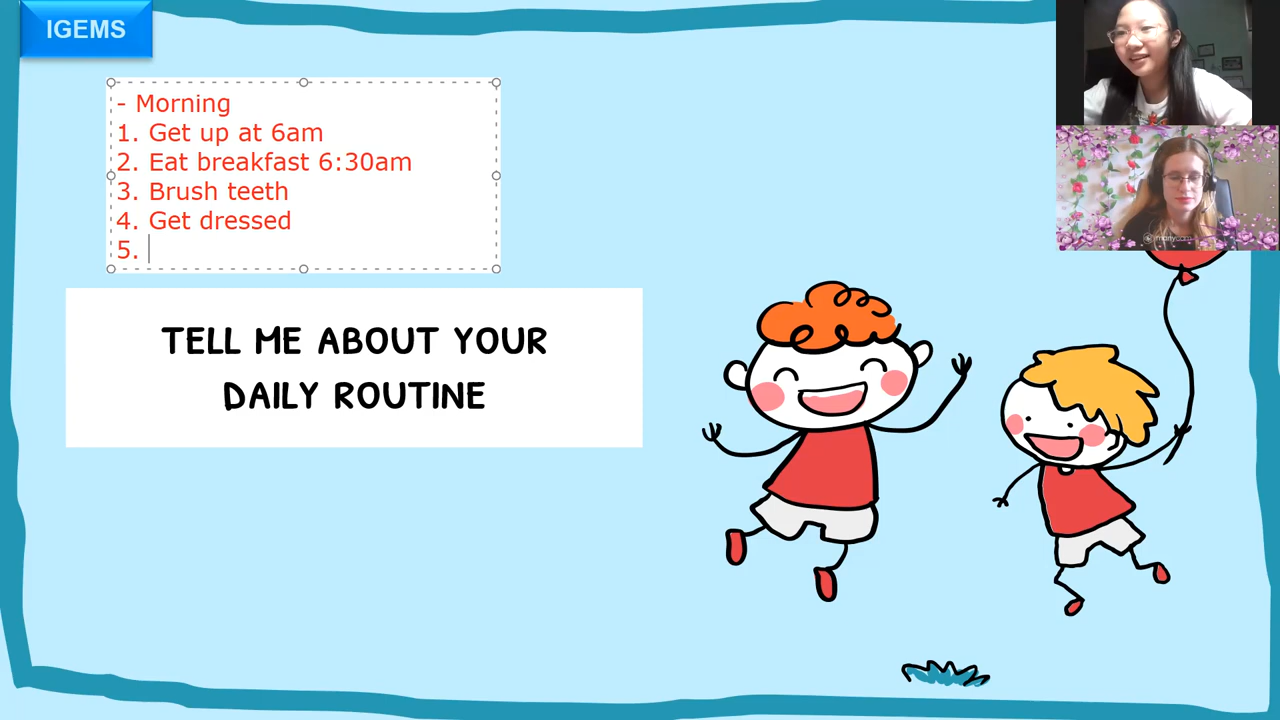 IGEMS
- Morning
1. Get up at 6am
2. Eat breakfast 6:30am
3. Brush teeth
4. Get dressed
5.
TELL ME ABOUT YOUR
DAILY ROUTINE
manycam